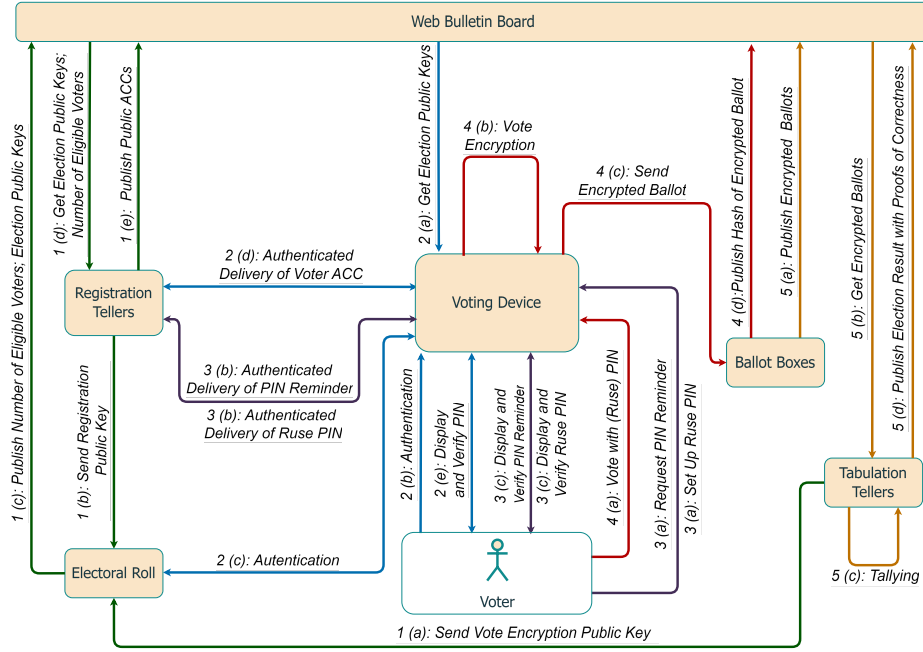 Web Bulletin Board
1 (c): Publish Number of Eligible Voters; Election Public Keys
1 (d): Get Election Public Keys;
Number of Eligible Voters
1 (e): Publish Public ACCs
2 (a): Get Election Public Keys
4 (b): Vote
Encryption
4 (c): Send
Encrypted Ballot
4 (d):Publish Hash of Encrypted Ballot
5 (a): Publish Encrypted Ballots
5 (b): Get Encrypted Ballots
5 (d): Publish Election Result with Proofs of Correctness
2 (d): Authenticated
Delivery of Voter ACC
Registration
Tellers
Voting Device
Ballot Boxes
3 (b): Authenticated
Delivery of PIN Reminder
3 (b): Authenticated
Delivery of Ruse PIN
1 (b): Send Registration
Public Key
2 (b): Authentication
2 (e): Display
and Verify PIN
3 (c): Display and
Verify PIN Reminder
3 (c): Display and
Verify Ruse PIN
4 (a): Vote with (Ruse) PIN
3 (a): Request PIN Reminder
3 (a): Set Up Ruse PIN
Tabulation
Tellers
2 (c): Autentication
Electoral Roll
Voter
5 (c): Tallying
1 (a): Send Vote Encryption Public Key